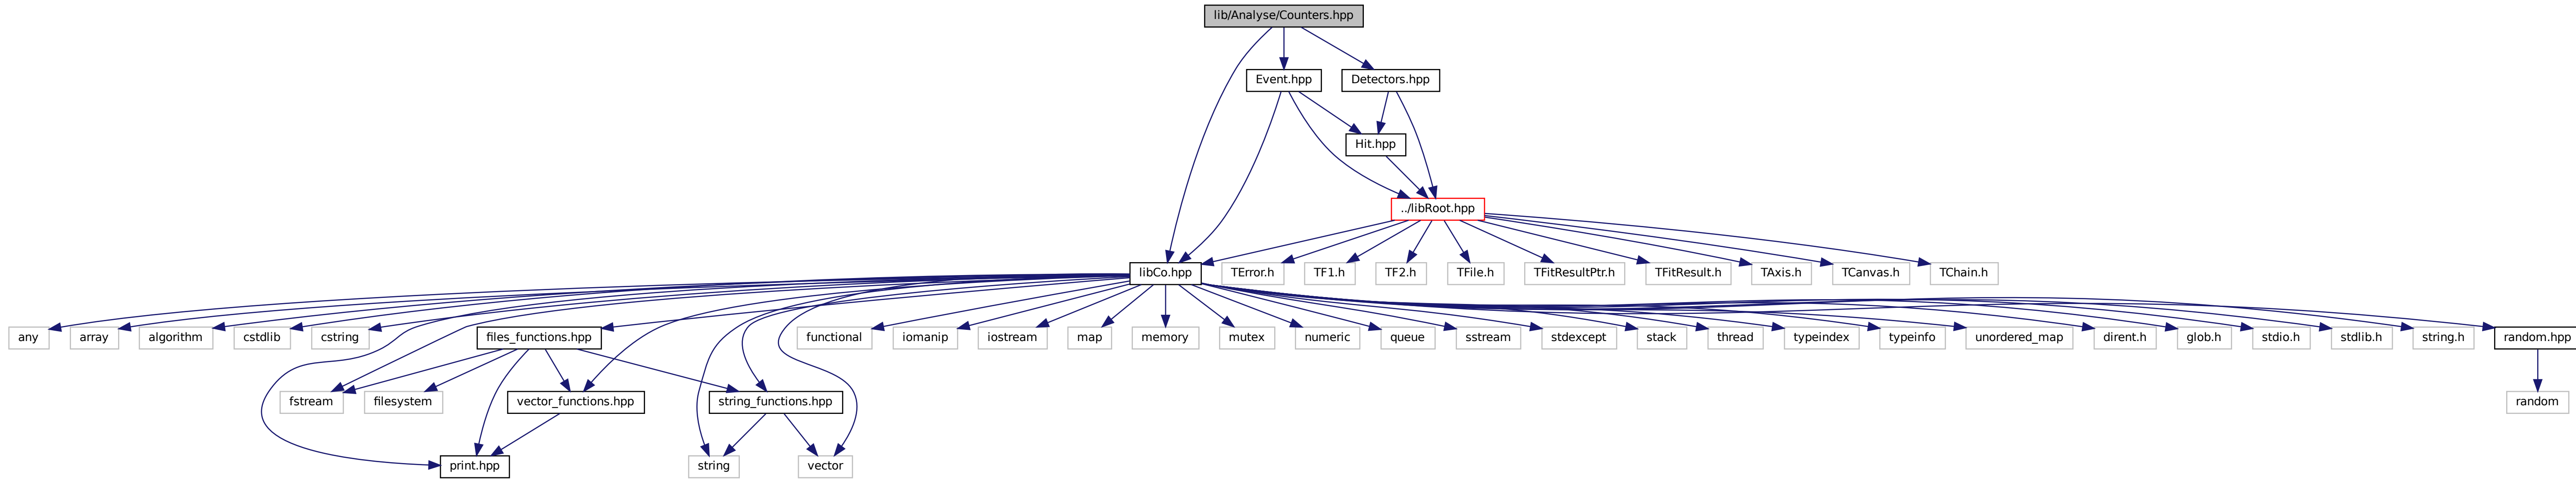 lib/Analyse/Counters.hpp
Event.hpp
Detectors.hpp
Hit.hpp
../libRoot.hpp
libCo.hpp
TError.h
TF1.h
TF2.h
TFile.h
TFitResultPtr.h
TFitResult.h
TAxis.h
TCanvas.h
TChain.h
any
array
algorithm
cstdlib
cstring
files_functions.hpp
functional
iomanip
iostream
map
memory
mutex
numeric
queue
sstream
stdexcept
stack
thread
typeindex
typeinfo
unordered_map
dirent.h
glob.h
stdio.h
stdlib.h
string.h
random.hpp
fstream
filesystem
vector_functions.hpp
string_functions.hpp
random
print.hpp
string
vector